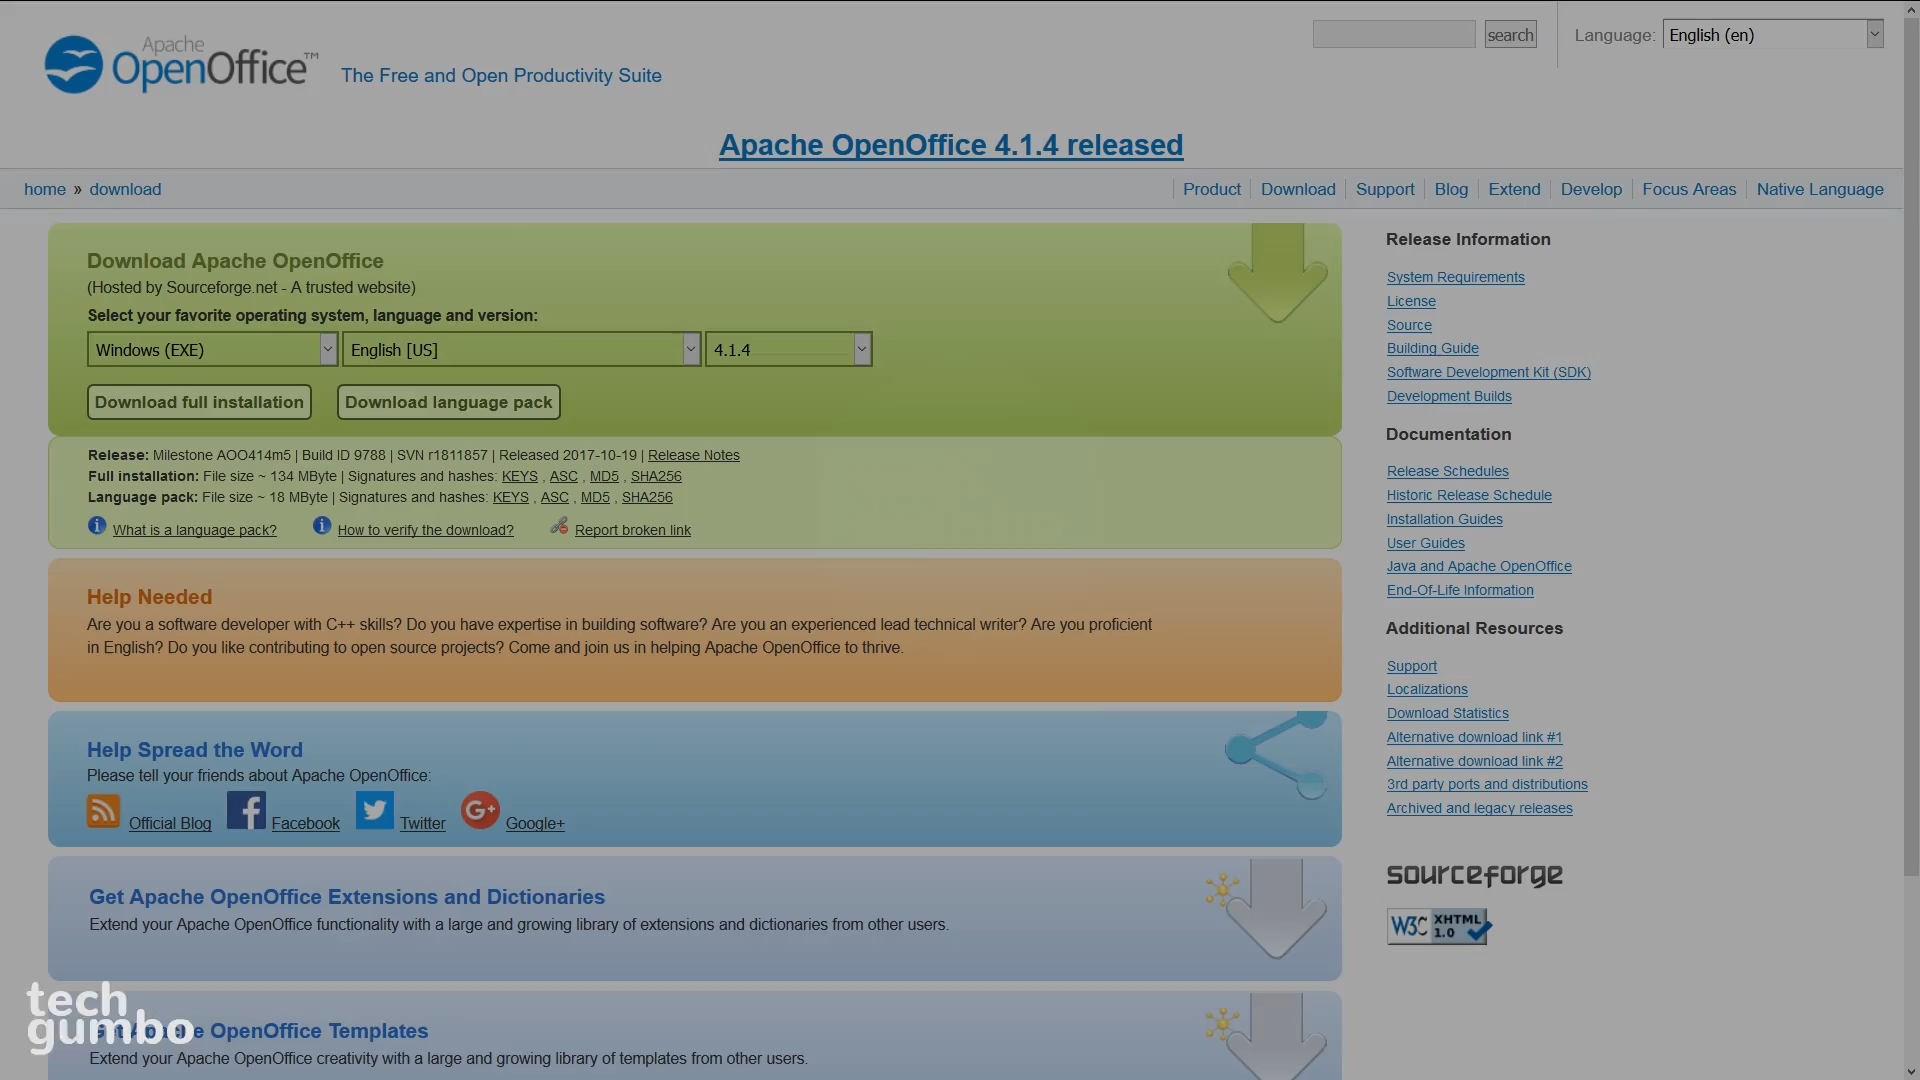 Apache
OpenOffice™
The Free and Open Productivity Suite
search
Language: English (en)
Apache OpenOffice 4.1.4 released
home » download
Product Download Support Blog Extend Develop Focus Areas Native Language
Download Apache OpenOffice
(Hosted by Sourceforge.net - A trusted website)
Select your favorite operating system, language and version:
Windows (EXE) English [US] 4.1.4
Download full installation Download language pack
Release: Milestone AOO414m5 | Build ID 9788 | SVN r1811857 | Released 2017-10-19 | Release Notes
Full installation: File size ~ 134 MByte | Signatures and hashes: KEYS , ASC , MD5 , SHA256
Language pack: File size ~ 18 MByte | Signatures and hashes: KEYS , ASC , MD5 , SHA256
What is a language pack? How to verify the download? Report broken link
Help Needed
Are you a software developer with C++ skills? Do you have expertise in building software? Are you an experienced lead technical writer? Are you proficient
in English? Do you like contributing to open source projects? Come and join us in helping Apache OpenOffice to thrive.
Help Spread the Word
Please tell your friends about Apache OpenOffice:
Official Blog Facebook Twitter G+ Google+
Get Apache OpenOffice Extensions and Dictionaries
Extend your Apache OpenOffice functionality with a large and growing library of extensions and dictionaries from other users.
Get Apache OpenOffice Templates
Extend your Apache OpenOffice creativity with a large and growing library of templates from other users.
Release Information
System Requirements
License
Source
Building Guide
Software Development Kit (SDK)
Development Builds
Documentation
Release Schedules
Historic Release Schedule
Installation Guides
User Guides
Java and Apache OpenOffice
End-Of-Life Information
Additional Resources
Support
Localizations
Download Statistics
Alternative download link #1
Alternative download link #2
3rd party ports and distributions
Archived and legacy releases
sourceforge
W3C XHTML
1.0
tech
gumbo